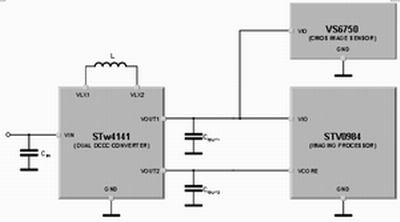 VS6750
(CMOS IMAGE SENSOR)
VIO
GND
L
VLX1
VLX2
STw4141
(DUAL DCDC CONVERTER)
VIN
VOUT1
VOUT2
GND
STV0984
(IMAGING PROCESSOR)
VIO
VCORE
GND